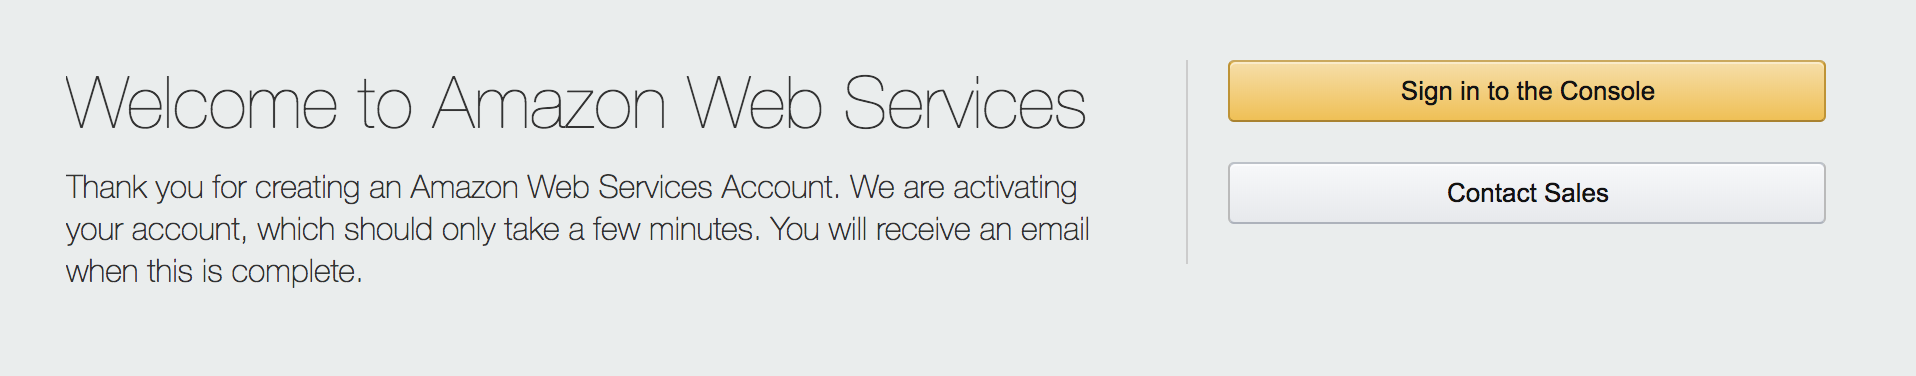 Welcome to Amazon Web Services
Thank you for creating an Amazon Web Services Account. We are activating
your account, which should only take a few minutes. You will receive an email
when this is complete.
Sign in to the Console
Contact Sales